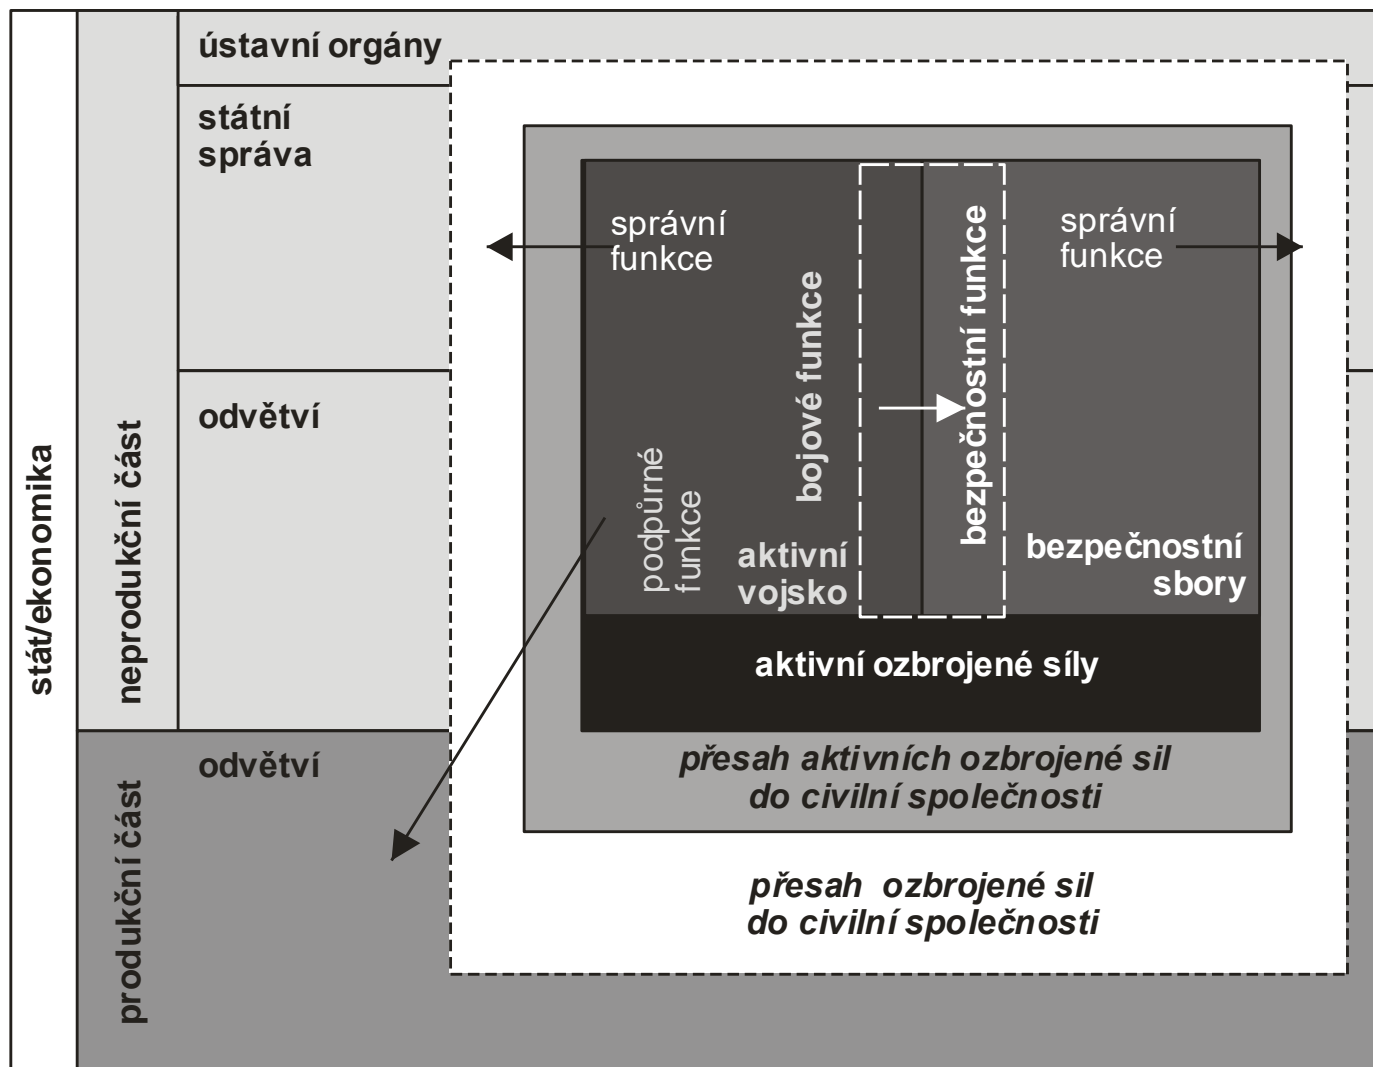 ústavní orgány
státní
správa
odvětví
odvětví
stát/ekonomika
neprodukční část
produkční část
správní
funkce
podpůrné
funkce
bojové funkce
aktivní
vojsko
bezpečnostní funkce
správní
funkce
bezpečnostní
sbory
aktivní ozbrojené síly
přesah aktivních ozbrojené sil
do civilní společnosti
přesah ozbrojené sil
do civilní společnosti